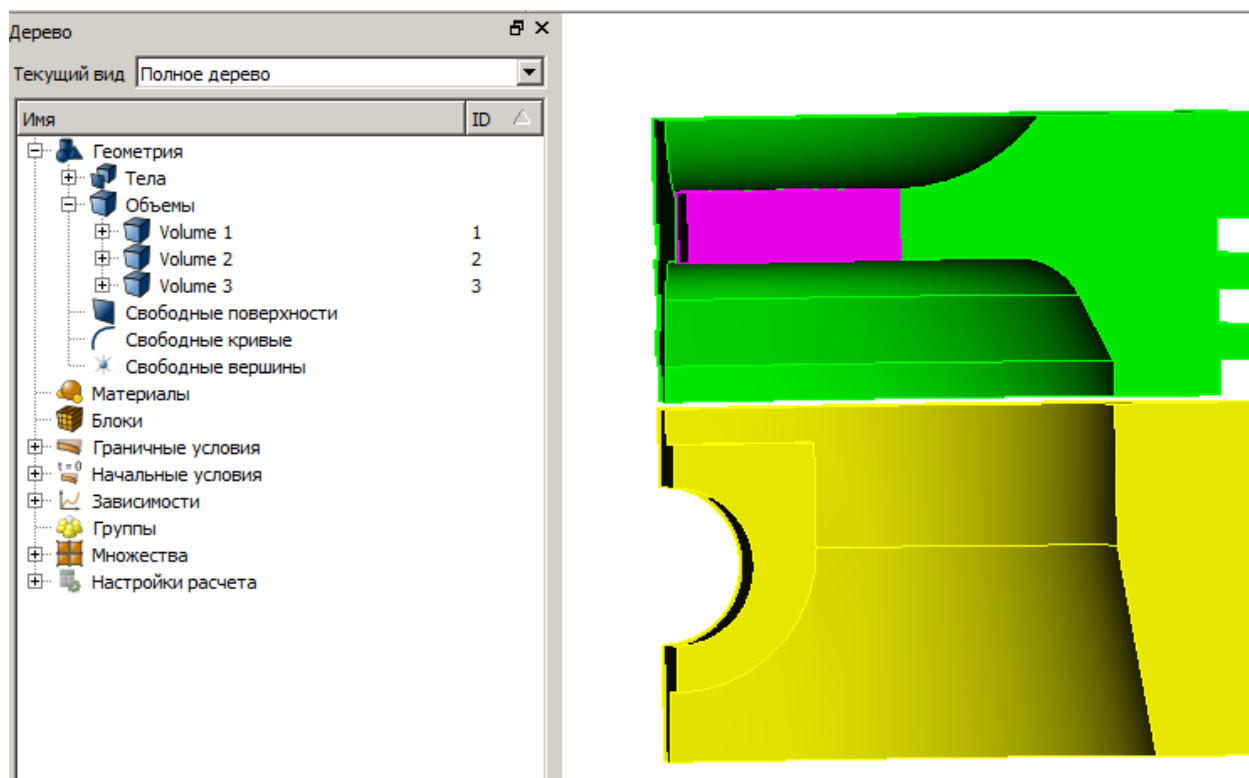 Дерево
Текущий вид Полное дерево
Имя ID
Геометрия
Тела
Объемы
Volume 1 1
Volume 2 2
Volume 3 3
Свободные поверхности
Свободные кривые
Свободные вершины
Материалы
Блоки
Граничные условия
t = 0
Начальные условия
Зависимости
Группы
Множества
Настройки расчета